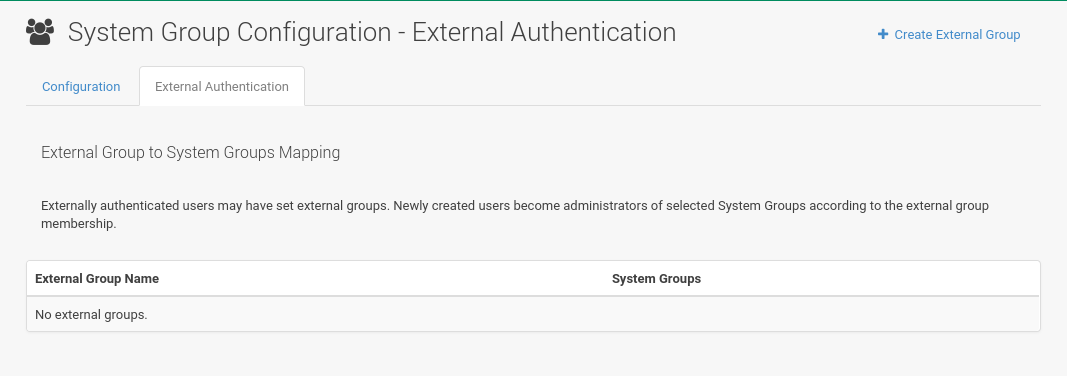 System Group Configuration - External Authentication
Create External Group
Configuration
External Authentication
External Group to System Groups Mapping
Externally authenticated users may have set external groups. Newly created users become administrators of selected System Groups according to the external group
membership.
External Group Name
System Groups
No external groups.